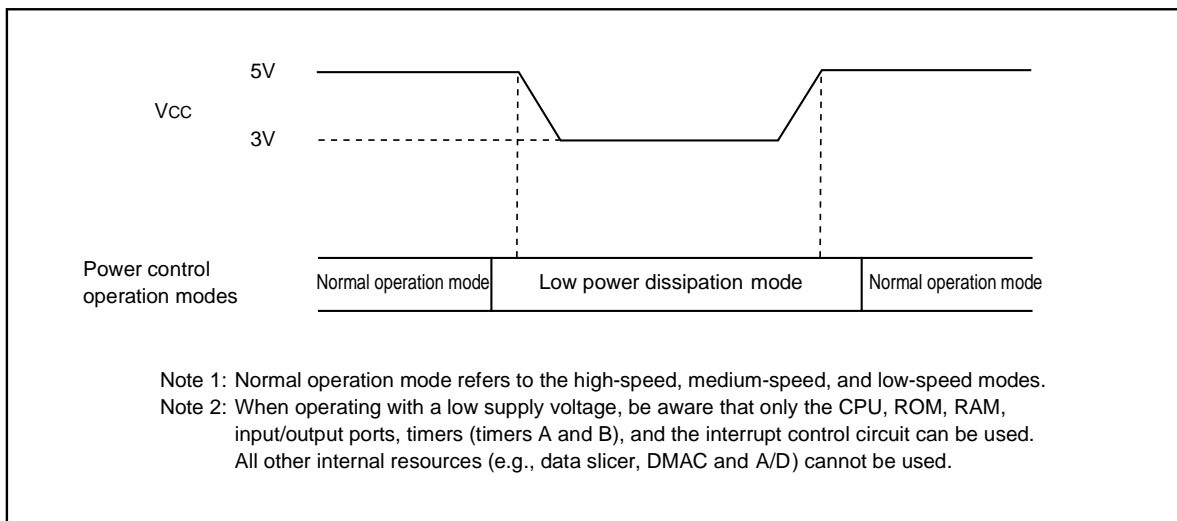 5V
VCC
3V
Power control
operation modes
Normal operation mode
Low power dissipation mode
Normal operation mode
Note 1: Normal operation mode refers to the high-speed, medium-speed, and low-speed modes.
Note 2: When operating with a low supply voltage, be aware that only the CPU, ROM, RAM,
input/output ports, timers (timers A and B), and the interrupt control circuit can be used.
All other internal resources (e.g., data slicer, DMAC and A/D) cannot be used.